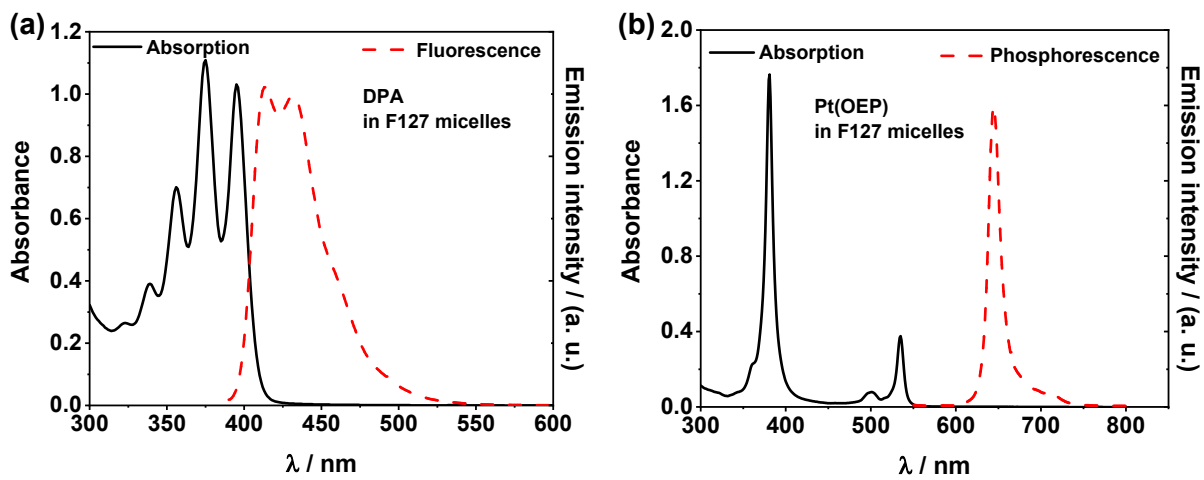 (a)
1.2
1.0
0.8
0.6
0.4
0.2
0.0
Absorbance
Absorption
Fluorescence
DPA
in F127 micelles
Emission intensity / (a. u.)
300 350 400 450 500 550 600
λ / nm
(b)
2.0
1.6
1.2
0.8
0.4
0.0
Absorbance
Absorption
Phosphorescence
Pt(OEP)
in F127 micelles
Emission intensity / (a. u.)
300 400 500 600 700 800
λ / nm